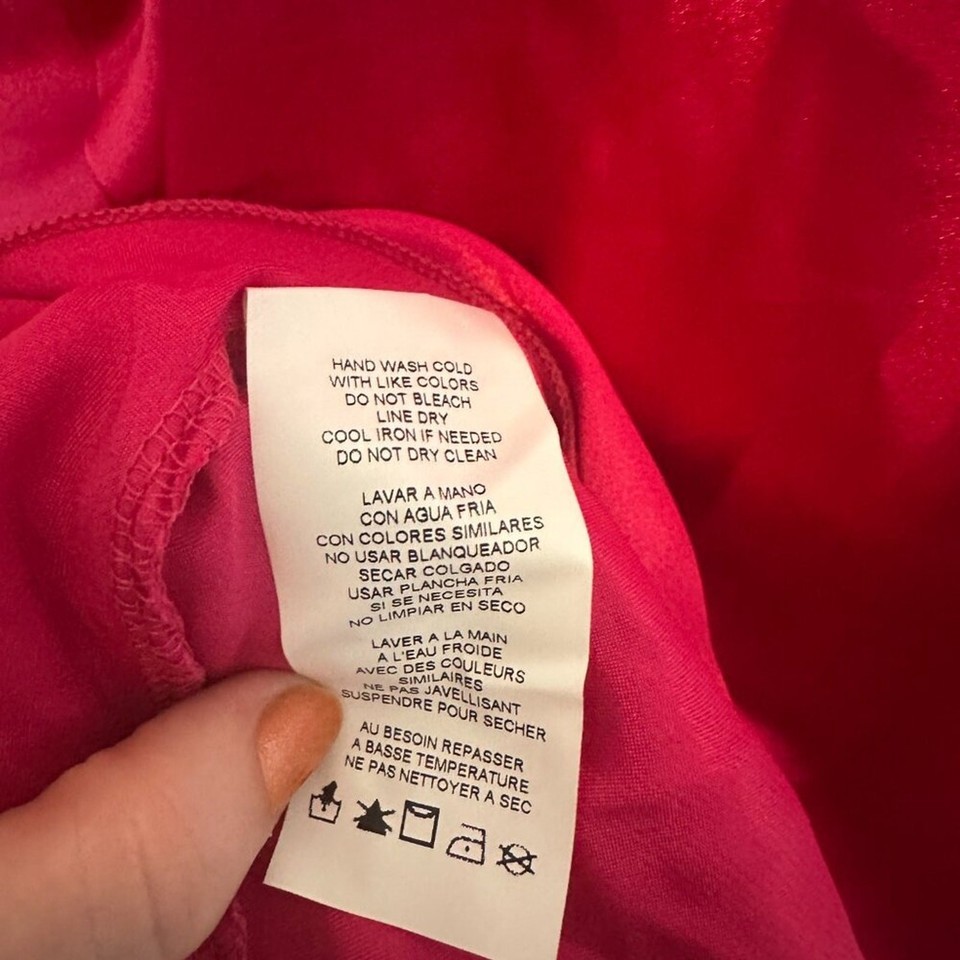 HAND WASH COLD
WITH LIKE COLORS
DO NOT BLEACH
LINE DRY
COOL IRON IF NEEDED
DO NOT DRY CLEAN
LAVAR A MANO
CON AGUA FRIA
CON COLORES SIMILARES
NO USAR BLANQUEADOR
SECAR COLGADO
USAR PLANCHA FRIA
SI SE NECESITA
NO LIMPIAR EN SECO
LAVER A LA MAIN
A L'EAU FROIDE
AVEC DES COULEURS
SIMILAIRES
NE PAS JAVELLISANT
SUSPENDRE POUR SECHER
AU BESOIN REPASSER
A BASSE TEMPERATURE
NE PAS NETTOYER A SEC